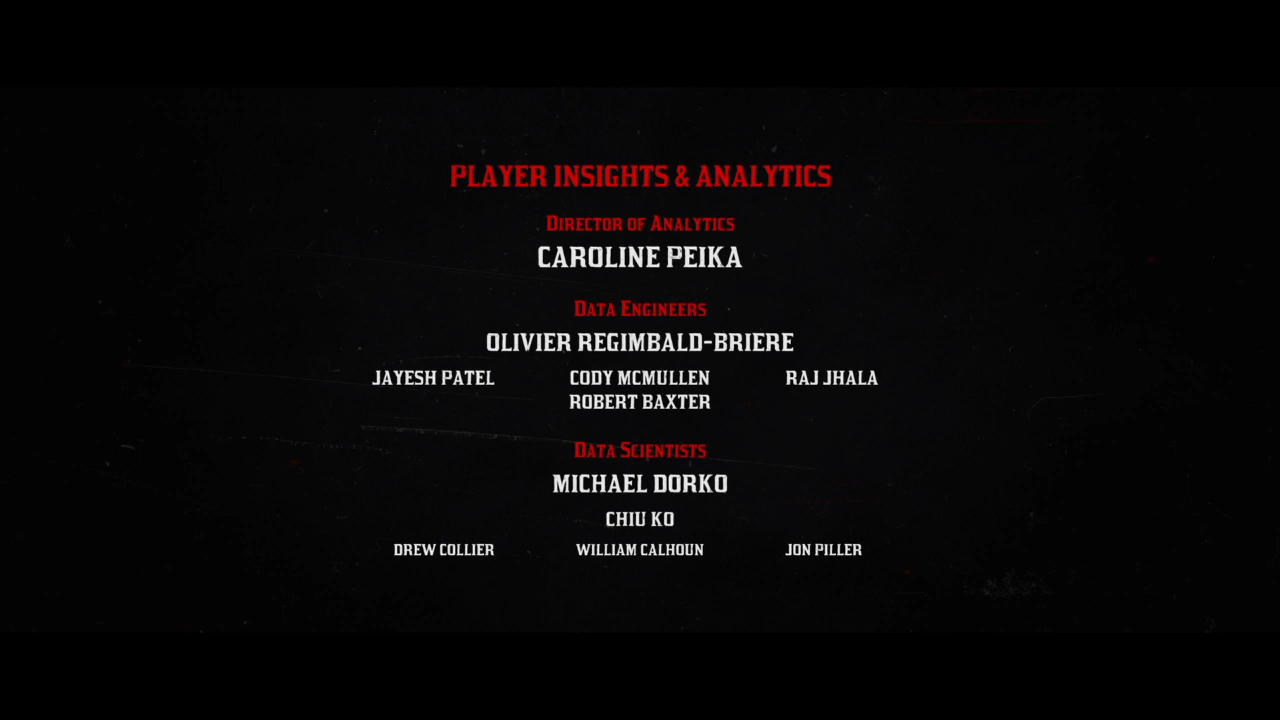 PLAYER INSIGHTS & ANALYTICS
DIRECTOR OF ANALYTICS
CAROLINE PEIKA
DATA ENGINEERS
OLIVIER REGIMBALD-BRIERE
JAYESH PATEL CODY MCMULLEN RAJ JHALA
ROBERT BAXTER
DATA SCIENTISTS
MICHAEL DORKO
CHIU KO
DREW COLLIER WILLIAM CALHOUN JON PILLER